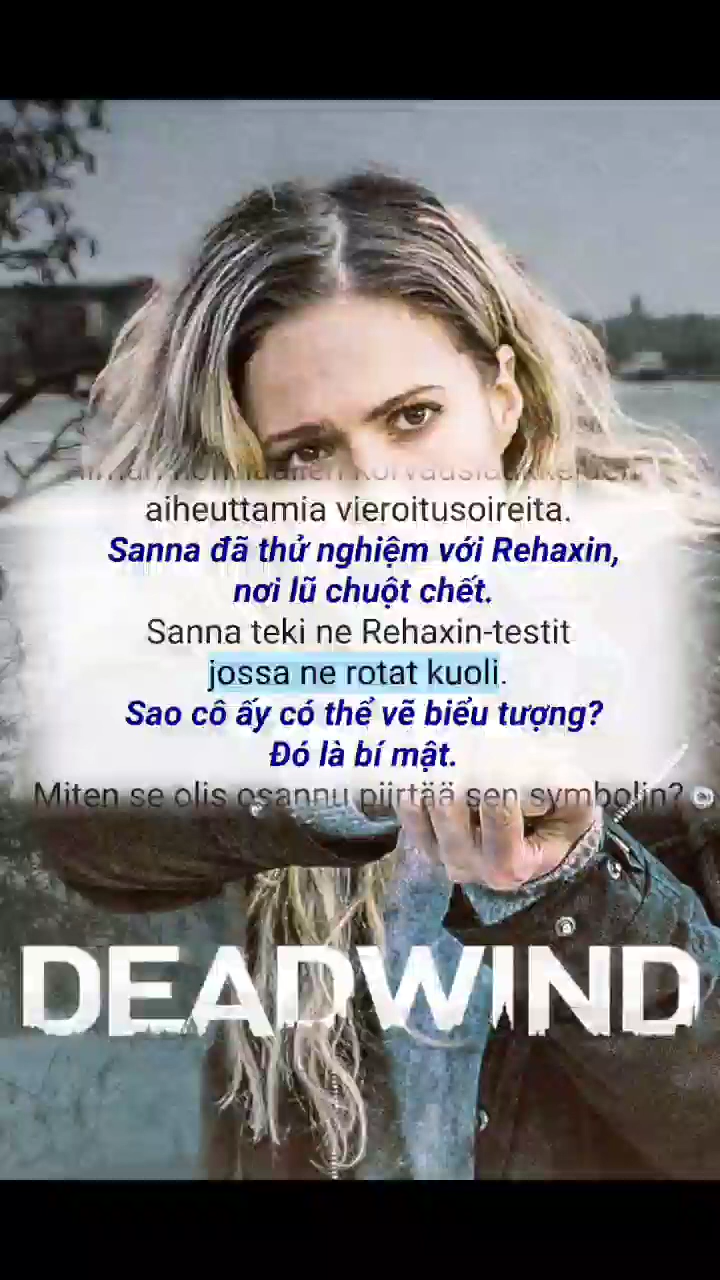 aiheuttamia vieroitusoireita.
Sanna đã thử nghiệm với Rehaxin,
nơi lũ chuột chết.
Sanna teki ne Rehaxin-testit
jossa ne rotat kuoli.
Sao cô ấy có thể vẽ biểu tượng?
Đó là bí mật.
Miten se olis osannu piirtää sen symbolin?
DEADWIND